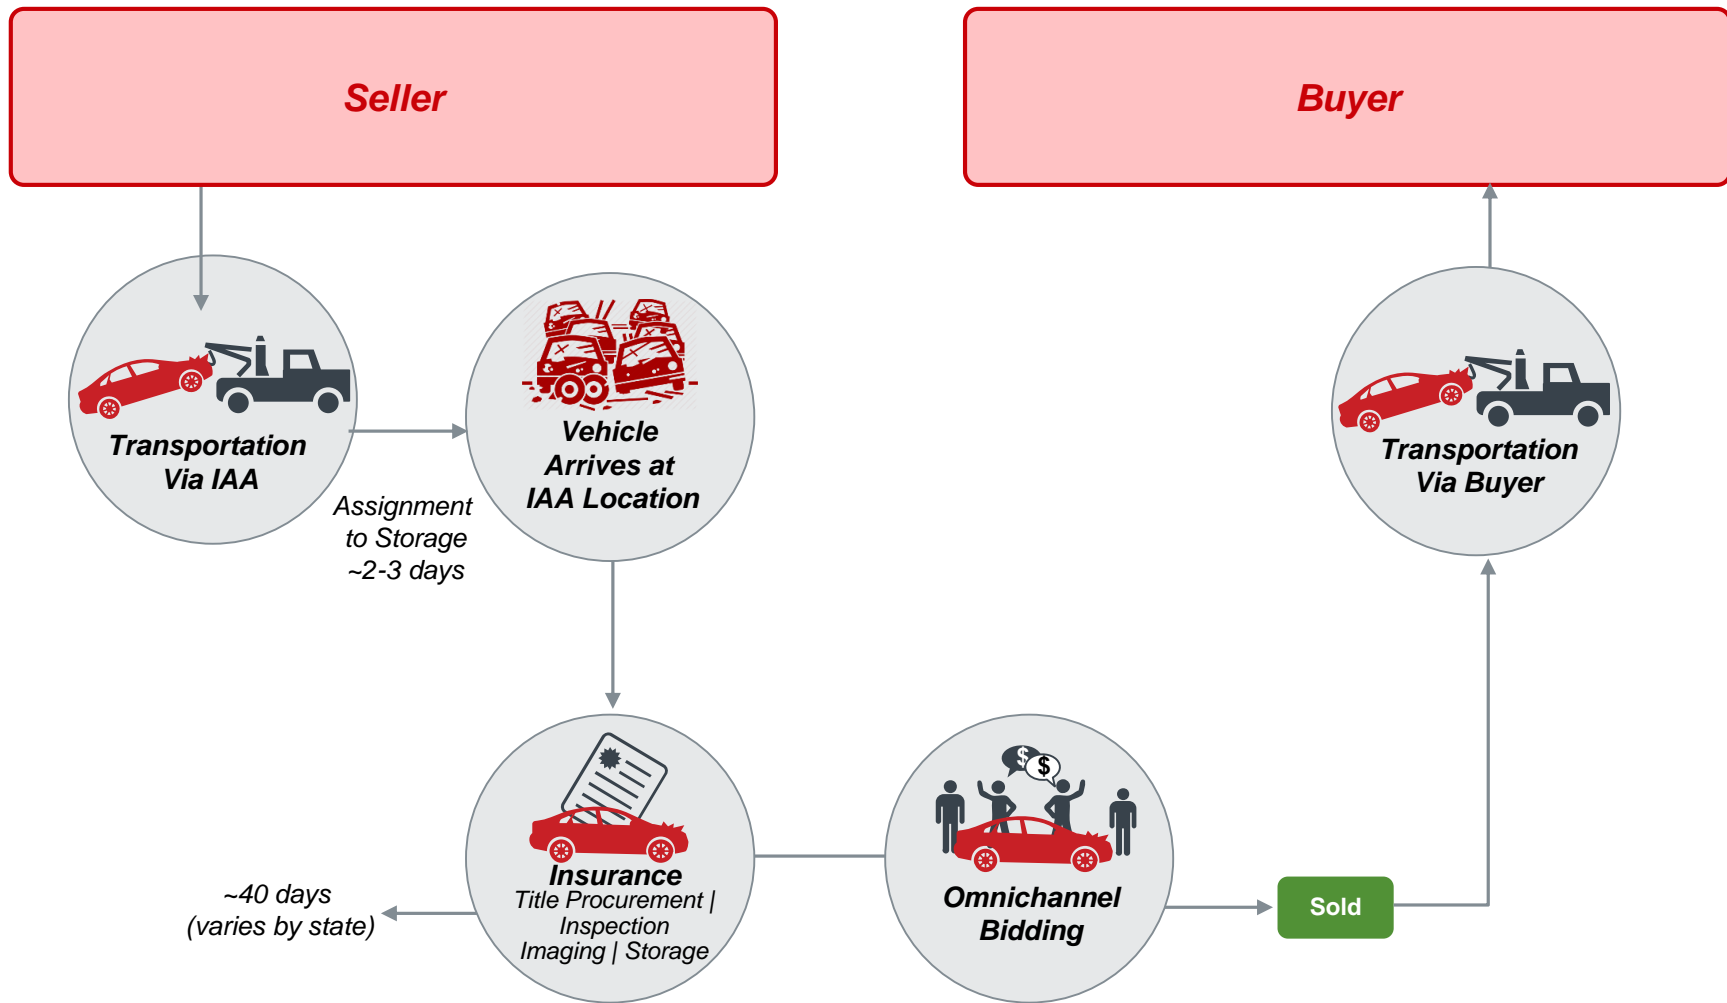 Seller
Buyer
Transportation
Via IAA
Assignment
to Storage
~2-3 days
Vehicle
Arrives at
IAA Location
Transportation
Via Buyer
~40 days
(varies by state)
Insurance
Title Procurement |
Inspection
Imaging | Storage
$
$
Omnichannel
Bidding
Sold